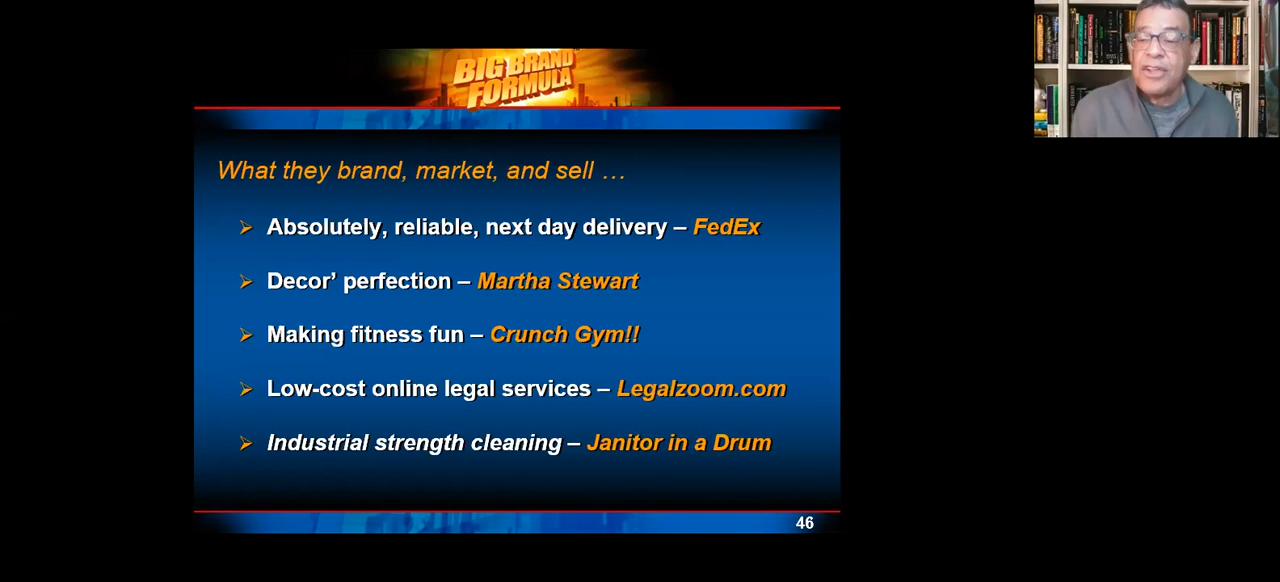 BIG BRAND
FORMULA
What they brand, market, and sell …
➢ Absolutely, reliable, next day delivery – FedEx
➢ Decor’ perfection – Martha Stewart
➢ Making fitness fun – Crunch Gym!!
➢ Low-cost online legal services – Legalzoom.com
➢ Industrial strength cleaning – Janitor in a Drum
46